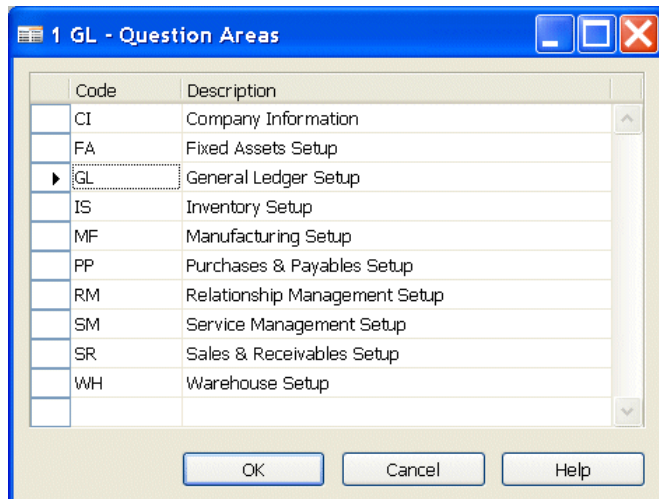 1 GL - Question Areas
Code Description
CI Company Information
FA Fixed Assets Setup
GL General Ledger Setup
IS Inventory Setup
MF Manufacturing Setup
PP Purchases & Payables Setup
RM Relationship Management Setup
SM Service Management Setup
SR Sales & Receivables Setup
WH Warehouse Setup
OK Cancel Help